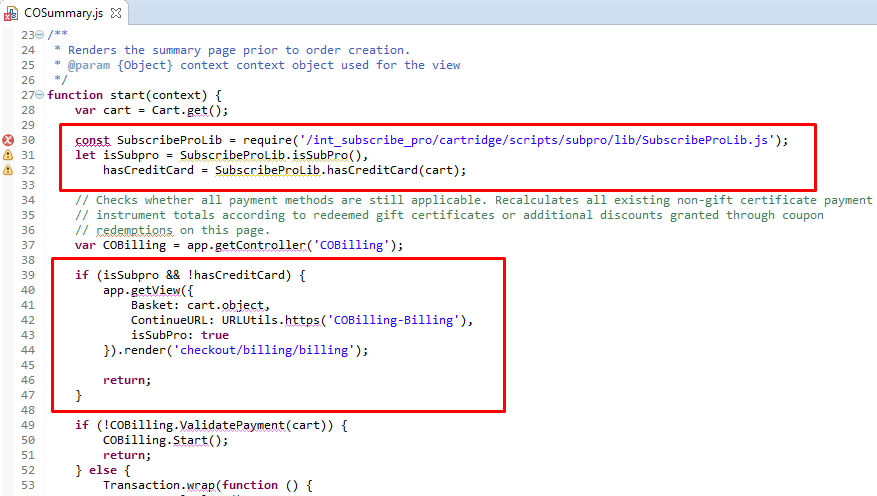 COSummary.js
23 /**
24  * Renders the summary page prior to order creation.
25  * @param {Object} context context object used for the view
26  */
27 function start(context) {
28     var cart = Cart.get();
29
30     const SubscribeProLib = require('/int_subscribe_pro/cartridge/scripts/subpro/lib/SubscribeProLib.js');
31     let isSubpro = SubscribeProLib.isSubPro(),
32         hasCreditCard = SubscribeProLib.hasCreditCard(cart);
33
34     // Checks whether all payment methods are still applicable. Recalculates all existing non-gift certificate payment
35     // instrument totals according to redeemed gift certificates or additional discounts granted through coupon
36     // redemptions on this page.
37     var COBilling = app.getController('COBilling');
38
39     if (isSubpro && !hasCreditCard) {
40         app.getView({
41             Basket: cart.object,
42             ContinueURL: URLUtils.https('COBilling-Billing'),
43             isSubPro: true
44         }).render('checkout/billing/billing');
45
46         return;
47     }
48
49     if (!COBilling.ValidatePayment(cart)) {
50         COBilling.Start();
51         return;
52     } else {
53         Transaction.wrap(function () {